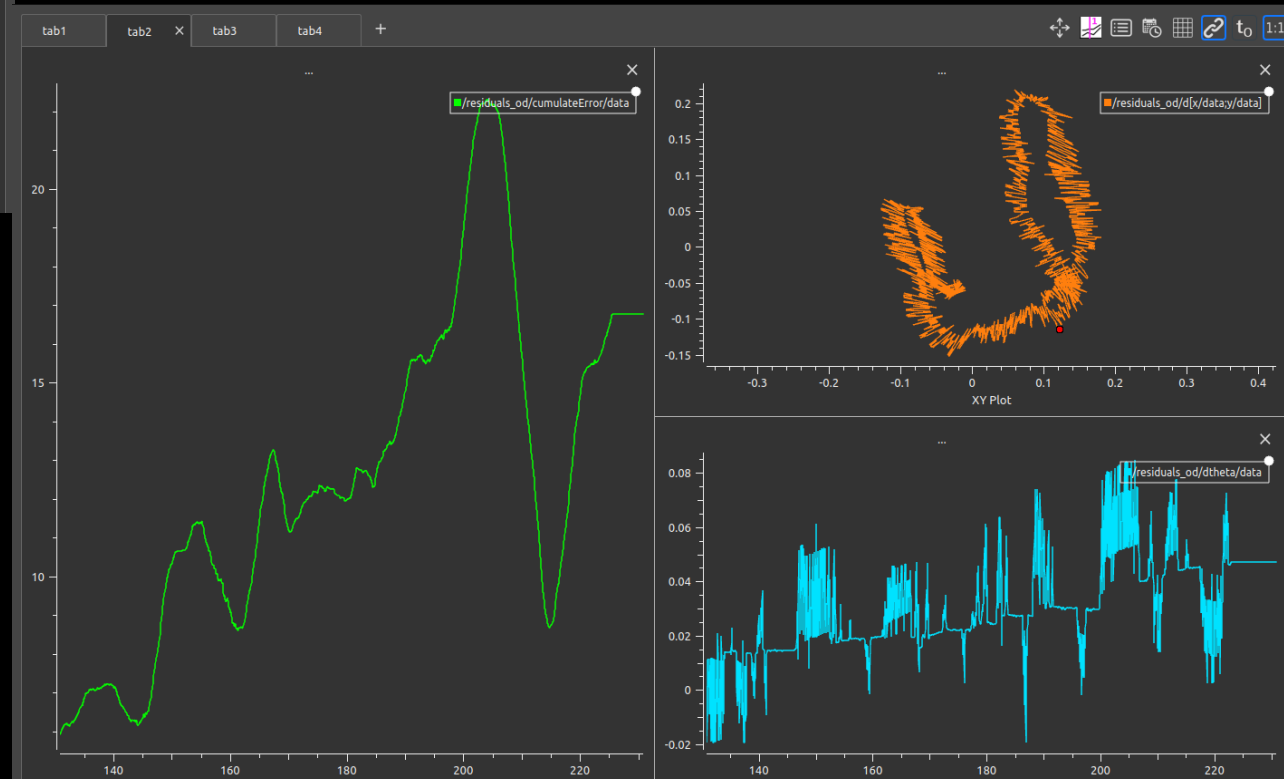 tab1 tab2 tab3 tab4
t0 1:1
...
/residuals_od/cumulateError/data
20
15
10
140 160 180 200 220
...
/residuals_od/d[x/data;y/data]
0.2
0.15
0.1
0.05
0
-0.05
-0.1
-0.15
-0.3 -0.2 -0.1 0 0.1 0.2 0.3 0.4
XY Plot
...
/residuals_od/dtheta/data
0.08
0.06
0.04
0.02
0
-0.02
140 160 180 200 220